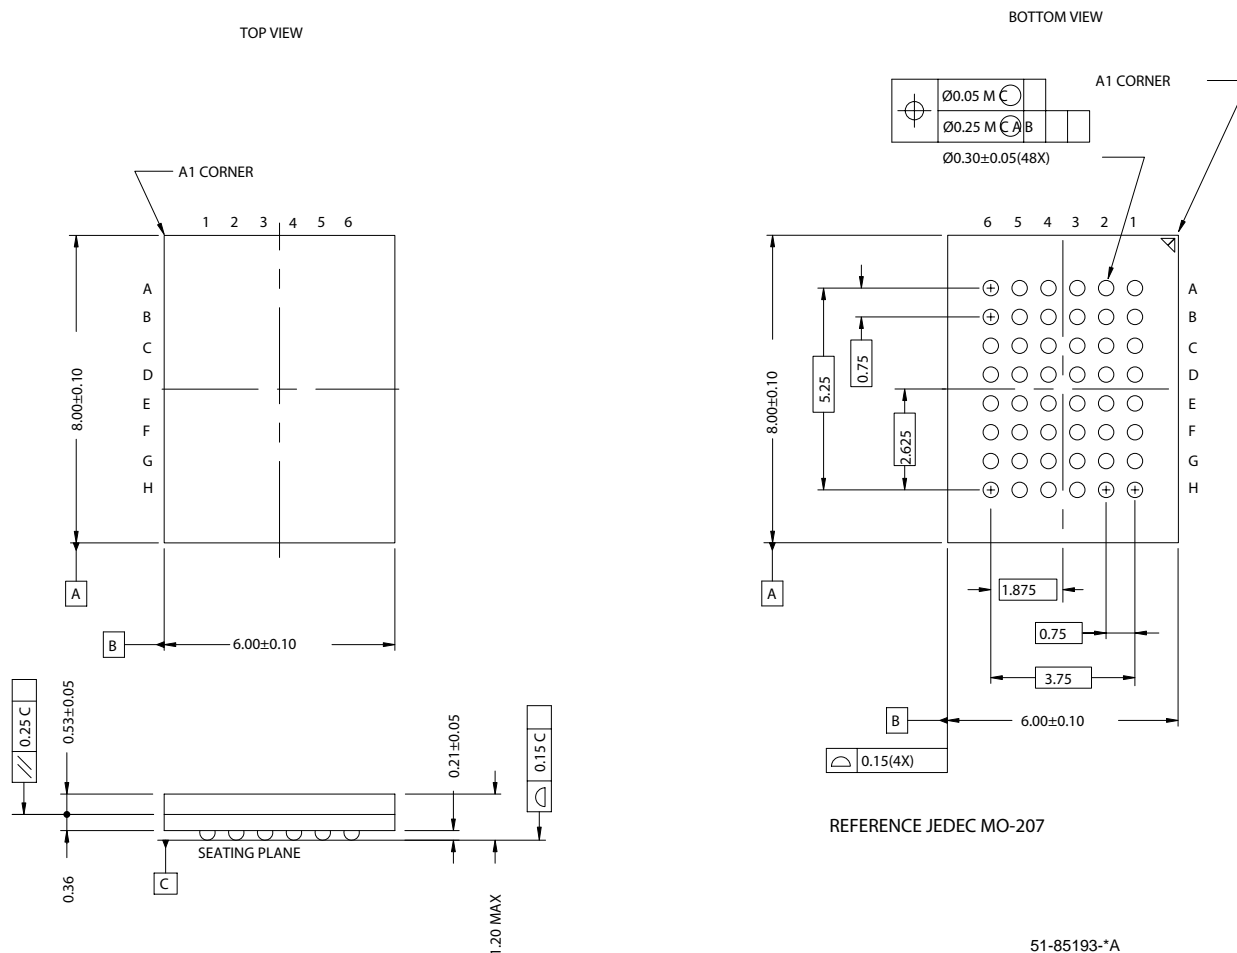 TOP VIEW
A1 CORNER
1 2 3 4 5 6
A
B
C
D
E
F
G
H
8.00±0.10
A
B
6.00±0.10
0.25 C
0.53±0.05
0.36
0.21±0.05
0.15 C
SEATING PLANE
C
1.20 MAX
BOTTOM VIEW
A1 CORNER
Ø0.05 M C
Ø0.25 M C A B
Ø0.30±0.05(48X)
6 5 4 3 2 1
A
B
C
D
E
F
G
H
8.00±0.10
5.25
0.75
2.625
A
1.875
0.75
3.75
B
6.00±0.10
0.15(4X)
REFERENCE JEDEC MO-207
51-85193-*A